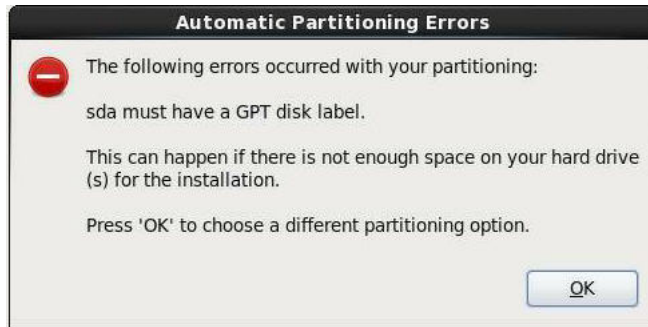 Automatic Partitioning Errors
The following errors occurred with your partitioning:
sda must have a GPT disk label.
This can happen if there is not enough space on your hard drive
(s) for the installation.
Press 'OK' to choose a different partitioning option.
OK